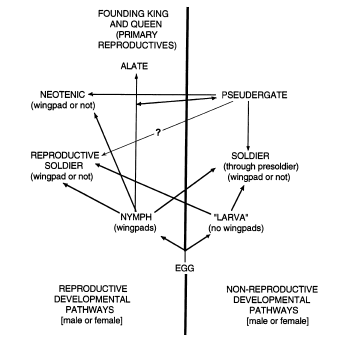 FOUNDING KING
AND QUEEN
(PRIMARY
REPRODUCTIVES)
ALATE
NEOTENIC
(wingpad or not)
PSEUDERGATE
?
REPRODUCTIVE
SOLDIER
(wingpad or not)
SOLDIER
(through presoldier)
(wingpad or not)
NYMPH
(wingpads)
"LARVA"
(no wingpads)
EGG
REPRODUCTIVE
DEVELOPMENTAL
PATHWAYS
[male or female]
NON-REPRODUCTIVE
DEVELOPMENTAL
PATHWAYS
[male or female]